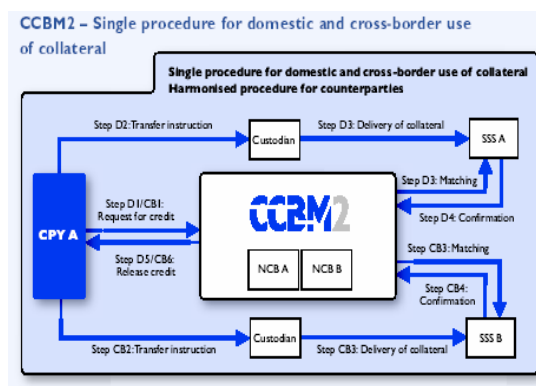 CCBM2 – Single procedure for domestic and cross-border use
of collateral
Single procedure for domestic and cross-border use of collateral
Harmonised procedure for counterparties
Step D2: Transfer instruction
Custodian
Step D3: Delivery of collateral
SSS A
Step D1/CB1:
Request for credit
CPY A
Step D5/CB6:
Release credit
CCBM2
NCB A
NCB B
Step D3: Matching
Step D4: Confirmation
Step CB3: Matching
Step CB4:
Confirmation
Step CB2: Transfer instruction
Custodian
Step CB3: Delivery of collateral
SSS B